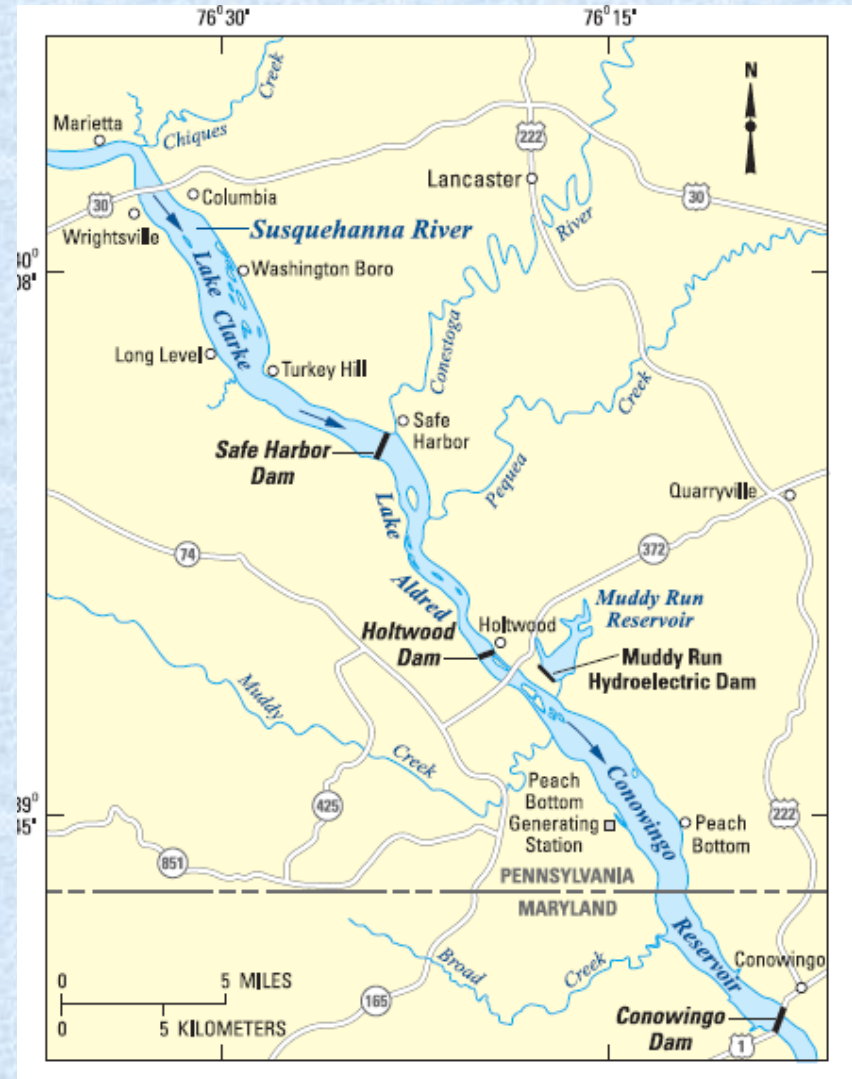 76° 30'
76° 15'
N
Creek
Marietta
Chiques
222
Lancaster
30
Columbia
30
Wrightsville
Susquehanna River
River
40°
08'
Washington Boro
Lake Clarke
Long Level
Turkey Hill
Conestoga
Creek
Safe
Harbor
Safe Harbor
Dam
Pequea
Quarryville
Lake
Aldred
74
372
Muddy Run
Reservoir
Holtwood
Holtwood
Dam
Muddy Run
Hydroelectric Dam
Muddy
Creek
Conowingo
Reservoir
39°
45'
425
Peach
Bottom
Generating
Station
Peach
Bottom
222
851
PENNSYLVANIA
MARYLAND
Broad
Creek
Conowingo
0 5 MILES
0 5 KILOMETERS
165
Conowingo
Dam
1